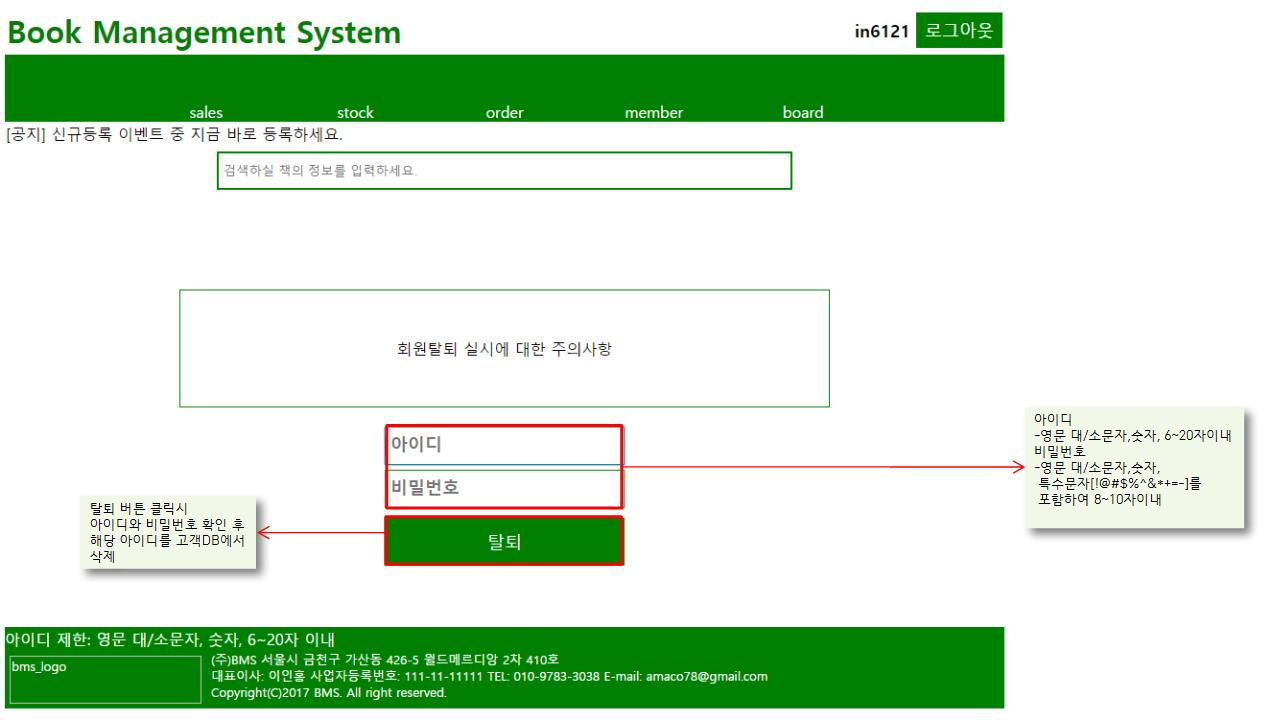 Book Management System
in6121 로그아웃
sales stock order member board
[공지] 신규등록 이벤트 중 지금 바로 등록하세요.
검색하실 책의 정보를 입력하세요.
회원탈퇴 실시에 대한 주의사항
아이디
비밀번호
탈퇴
아이디
-영문 대/소문자,숫자, 6~20자이내
비밀번호
-영문 대/소문자,숫자,
특수문자[!@#$%^&*+=-]를
포함하여 8~10자이내
탈퇴 버튼 클릭시
아이디와 비밀번호 확인 후
해당 아이디를 고객DB에서
삭제
아이디 제한: 영문 대/소문자, 숫자, 6~20자 이내
bms_logo
(주)BMS 서울시 금천구 가산동 426-5 월드메르디앙 2차 410호
대표이사: 이인홀 사업자등록번호: 111-11-11111 TEL: 010-9783-3038 E-mail: amaco78@gmail.com
Copyright(C)2017 BMS. All right reserved.